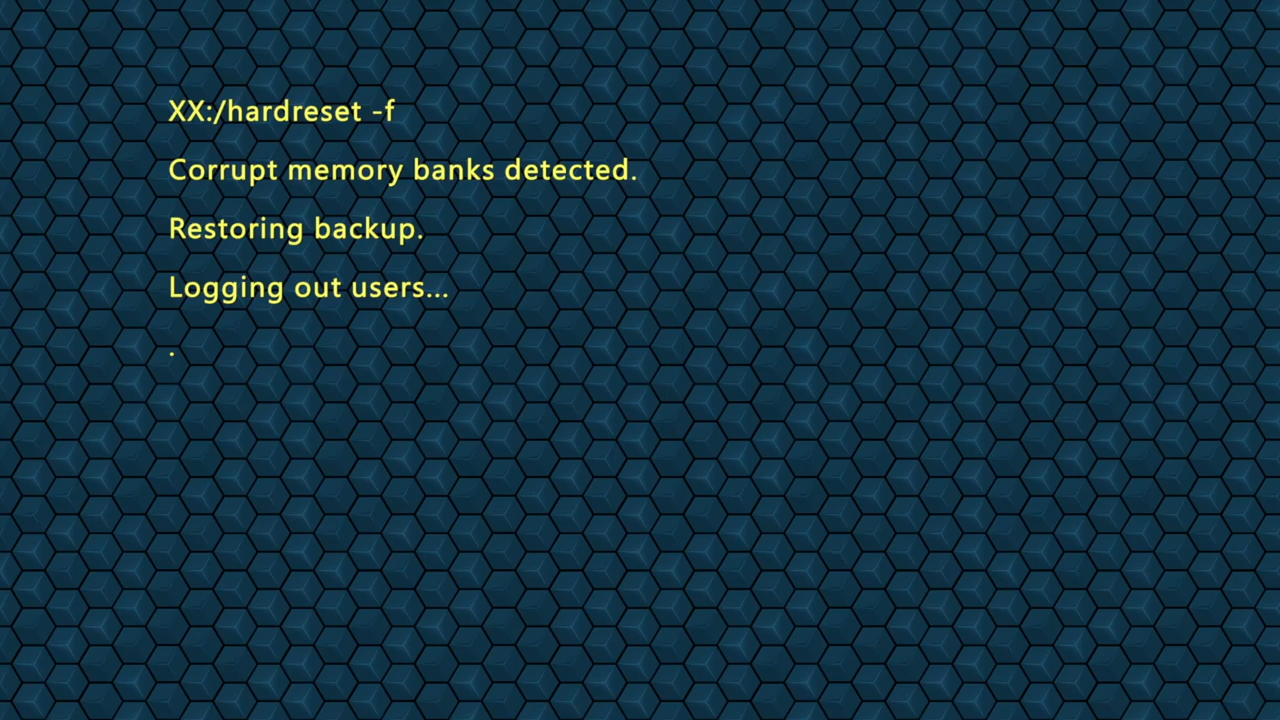 XX:/hardreset -f
Corrupt memory banks detected.
Restoring backup.
Logging out users...
.